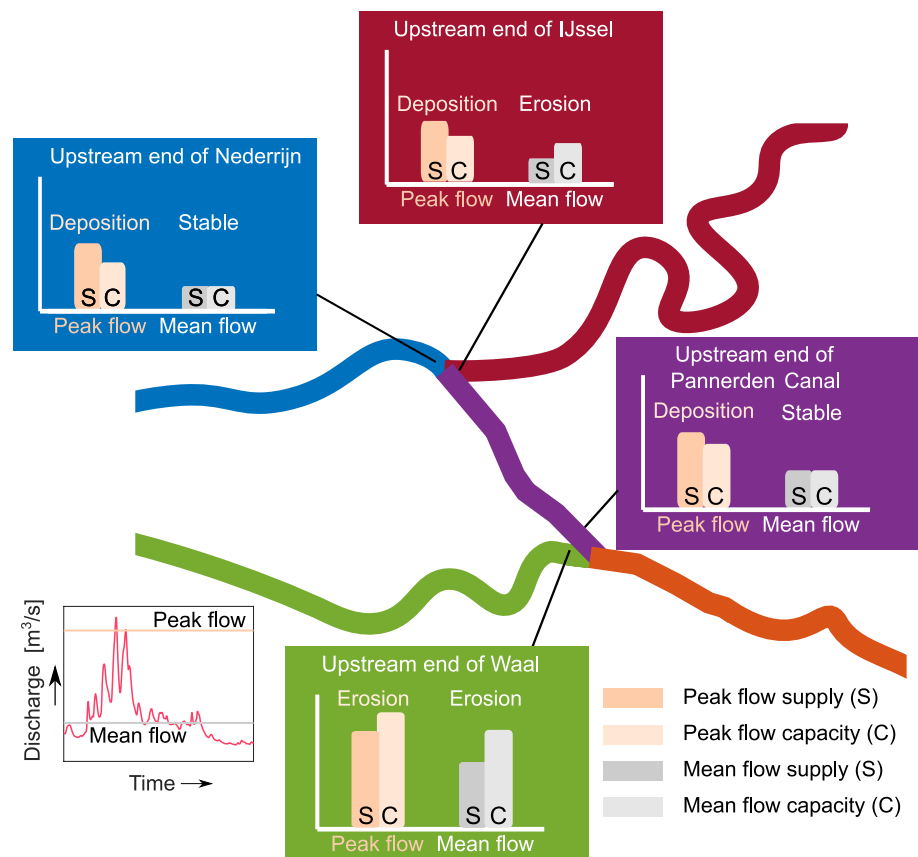 Upstream end of IJssel
Deposition Erosion
S C S C
Peak flow Mean flow
Upstream end of Nederrijn
Deposition Stable
S C S C
Peak flow Mean flow
Upstream end of
Pannerden Canal
Deposition Stable
S C S C
Peak flow Mean flow
Discharge [m³/s]
Peak flow
Mean flow
Time
Upstream end of Waal
Erosion Erosion
S C S C
Peak flow Mean flow
Peak flow supply (S)
Peak flow capacity (C)
Mean flow supply (S)
Mean flow capacity (C)